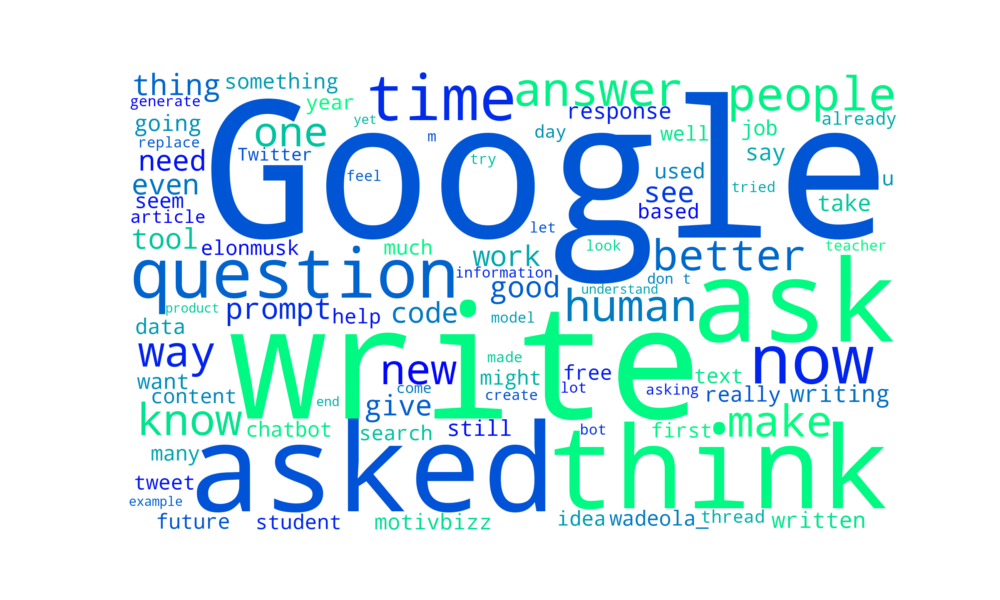 thing something time answer people
generate year yet m response already
going one day well job
replace Twitter Google try say
need feel used u
even see tried
seem based take
article let
tool elonmusk much work look better teacher
question information don t
product good understand ask
prompt help code human
data model
way write made now
want new might free text
content come create lot asking really writing
know give end make
chatbot search still bot first
many asked think
tweet
example
future student motivbizz idea wadeola_ thread written